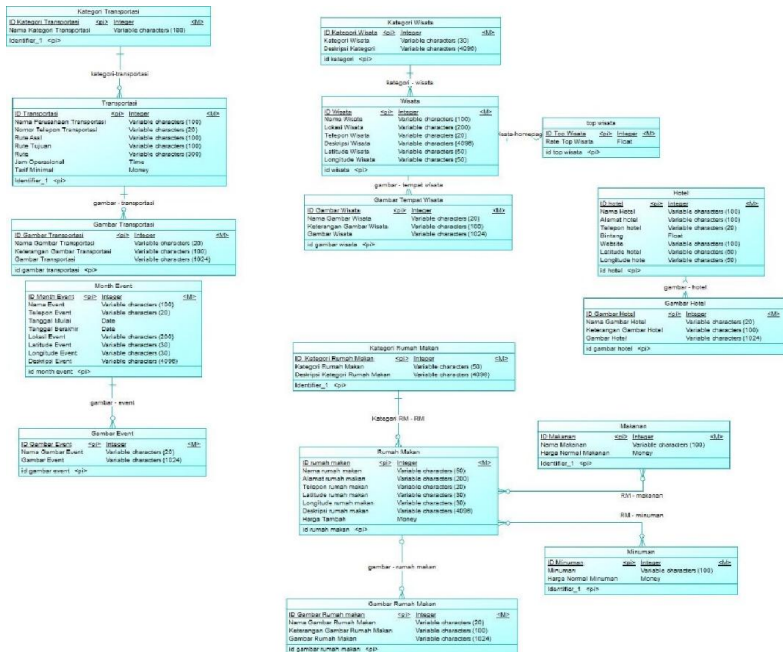 Kategori Transportasi
ID Kategori Transportasi <pi> Integer <M>
Nama Kategori Transportasi Variable characters (100)
Identifier_1 <pi>
kategori-transportasi
Transportasi
ID Transportasi <pi> Integer <M>
Nama Perusahaan Transportasi Variable characters (100)
Nomor Telepon Transportasi Variable characters (20)
Rute Asal Variable characters (100)
Rute Tujuan Variable characters (100)
Rute Variable characters (300)
Jam Operasional Time
Tarif Minimal Money
Identifier_1 <pi>
gambar - transportasi
Gambar Transportasi
ID Gambar Transportasi <pi> Integer <M>
Nama Gambar Transportasi Variable characters (20)
Keterangan Gambar Transportasi Variable characters (100)
Gambar Transportasi Variable characters (1024)
id gambar transportasi <pi>
Month Event
ID Month Event <pi> Integer <M>
Nama Event Variable characters (100)
Telepon Event Variable characters (20)
Tanggal Mulai Date
Tanggal Berakhir Date
Lokasi Event Variable characters (200)
Latitude Event Variable characters (30)
Longitude Event Variable characters (30)
Deskripsi Event Variable characters (4096)
id month event <pi>
gambar - event
Gambar Event
ID Gambar Event <pi> Integer <M>
Nama Gambar Event Variable characters (20)
Gambar Event Variable characters (1024)
id gambar event <pi>
Kategori Wisata
ID Kategori Wisata <pi> Integer <M>
Kategori Wisata Variable characters (30)
Deskripsi Kategori Variable characters (4096)
id kategori <pi>
kategori - wisata
Wisata
ID Wisata <pi> Integer <M>
Nama Wisata Variable characters (100)
Lokasi Wisata Variable characters (200)
Telepon Wisata Variable characters (20)
Deskripsi Wisata Variable characters (4096)
Latitude Wisata Variable characters (50)
Longitude Wisata Variable characters (50)
id wisata <pi>
top wisata
ID Top Wisata <pi> Integer <M>
Rate Top Wisata Float
id top wisata <pi>
gambar - tempat wisata
Gambar Tempat Wisata
ID Gambar Wisata <pi> Integer <M>
Nama Gambar Wisata Variable characters (20)
Keterangan Gambar Wisata Variable characters (100)
Gambar Wisata Variable characters (1024)
id gambar wisata <pi>
Hotel
ID hotel <pi> Integer <M>
Nama Hotel Variable characters (100)
Alamat hotel Variable characters (100)
Telepon hotel Variable characters (20)
Bintang Float
Website Variable characters (100)
Latitude hotel Variable characters (50)
Longitude hote Variable characters (50)
id hotel <pi>
gambar - hotel
Gambar Hotel
ID Gambar Hotel <pi> Integer <M>
Nama Gambar Hotel Variable characters (20)
Keterangan Gambar Hotel Variable characters (100)
Gambar Hotel Variable characters (1024)
id gambar hotel <pi>
Kategori Rumah Makan
ID Kategori Rumah Makan <pi> Integer <M>
Kategori Rumah Makan Variable characters (50)
Deskripsi Kategori Rumah Makan Variable characters (4096)
Identifier_1 <pi>
Kategori RM - RM
Rumah Makan
ID rumah makan <pi> Integer <M>
Nama rumah makan Variable characters (50)
Alamat rumah makan Variable characters (200)
Telepon rumah makan Variable characters (20)
Latitude rumah makan Variable characters (30)
Longitude rumah makan Variable characters (30)
Deskripsi rumah makan Variable characters (4096)
Harga Tambah Money
id rumah makan <pi>
Makanan
ID Makanan <pi> Integer <M>
Nama Makanan Variable characters (100)
Harga Normal Makanan Money
Identifier_1 <pi>
RM - makanan
RM - minuman
Minuman
ID Minuman <pi> Integer <M>
Minuman Variable characters (100)
Harga Normal Minuman Money
Identifier_1 <pi>
gambar - rumah makan
Gambar Rumah Makan
ID Gambar Rumah makan <pi> Integer <M>
Nama Gambar Rumah Makan Variable characters (20)
Keterangan Gambar Rumah Makan Variable characters (100)
Gambar Rumah Makan Variable characters (1024)
id gambar rumah makan <pi>